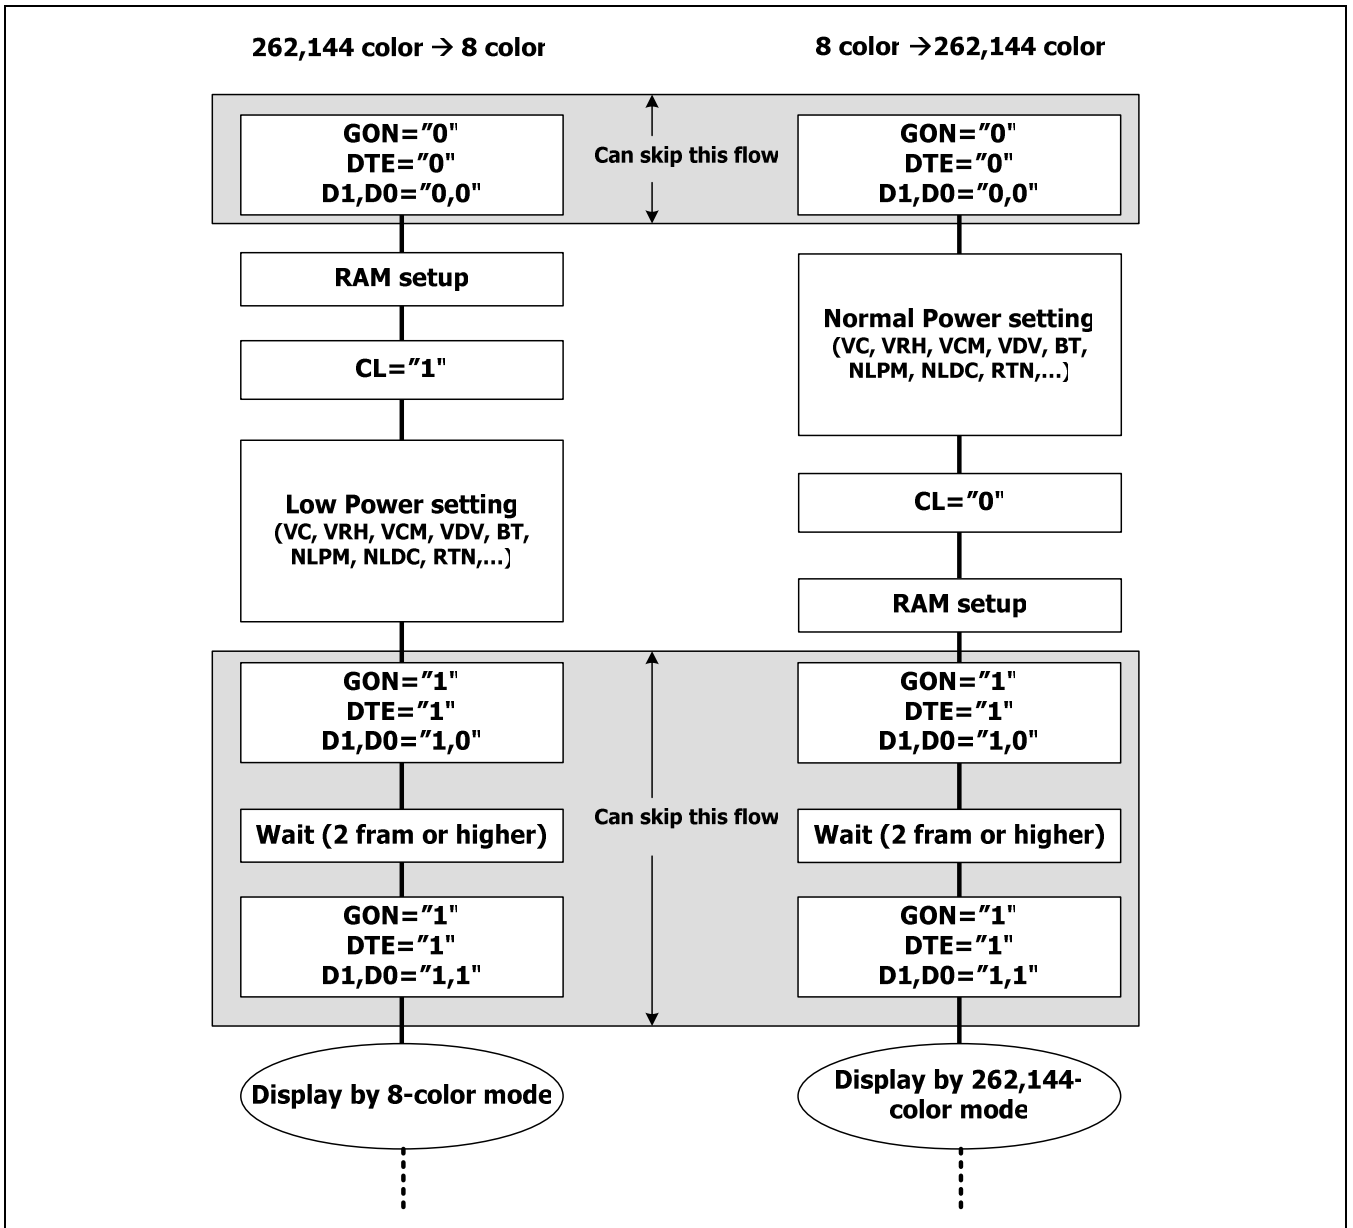 262,144 color → 8 color
GON=”0"
DTE=”0"
D1,D0="0,0"
RAM setup
CL=”1"
Low Power setting
(VC, VRH, VCM, VDV, BT,
NLPM, NLDC, RTN,…)
GON=”1"
DTE=”1"
D1,D0="1,0"
Wait (2 fram or higher)
GON=”1"
DTE=”1"
D1,D0="1,1"
Display by 8-color mode
Can skip this flow
Can skip this flow
8 color →262,144 color
GON=”0"
DTE=”0"
D1,D0="0,0"
Normal Power setting
(VC, VRH, VCM, VDV, BT,
NLPM, NLDC, RTN,…)
CL=”0"
RAM setup
GON=”1"
DTE=”1"
D1,D0="1,0"
Wait (2 fram or higher)
GON=”1"
DTE=”1"
D1,D0="1,1"
Display by 262,144-
color mode